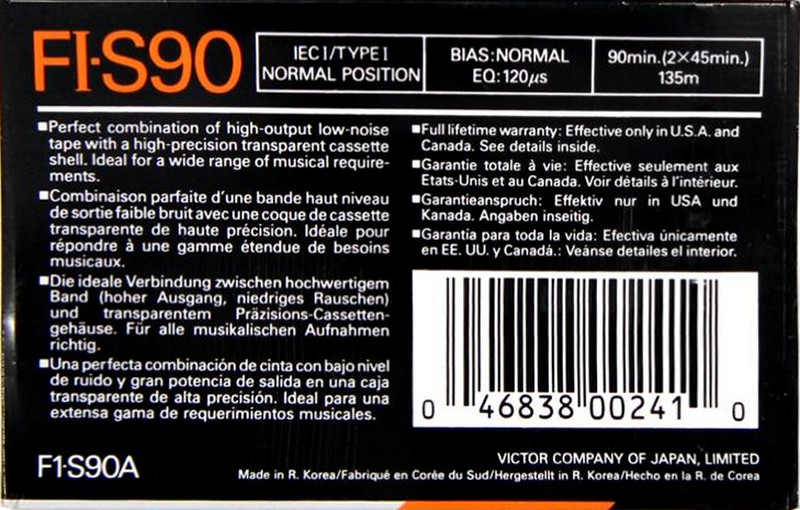 FI·S90
IEC I/TYPE I
NORMAL POSITION
BIAS:NORMAL
EQ:120µs
90min.(2×45min.)
135m
■Perfect combination of high-output low-noise
tape with a high-precision transparent cassette
shell. Ideal for a wide range of musical require-
ments.
■Combinaison parfaite d'une bande haut niveau
de sortie faible bruit avec une coque de cassette
transparente de haute précision. Idéale pour
répondre à une gamme étendue de besoins
musicaux.
■Die ideale Verbindung zwischen hochwertigem
Band (hoher Ausgang, niedriges Rauschen)
und transparentem Präzisions-Cassetten-
gehäuse. Für alle musikalischen Aufnahmen
richtig.
■Una perfecta combinación de cinta con bajo nivel
de ruido y gran potencia de salida en una caja
transparente de alta precisión. Ideal para una
extensa gama de requerimientos musicales.
■Full lifetime warranty: Effective only in U.S.A. and
Canada. See details inside.
■Garantie totale à vie: Effective seulement aux
Etats-Unis et au Canada. Voir détails à l'intérieur.
■Garantieanspruch: Effektiv nur in USA und
Kanada. Angaben inseitig.
■Garantía para toda la vida: Efectiva únicamente
en EE. UU. y Canadá.: Veánse detailes el interior.
0 46838 00241 0
F1·S90A
VICTOR COMPANY OF JAPAN, LIMITED
Made in R. Korea/Fabriqué en Corée du Sud/Hergestellt in R. Korea/Hecho en la R. de Corea